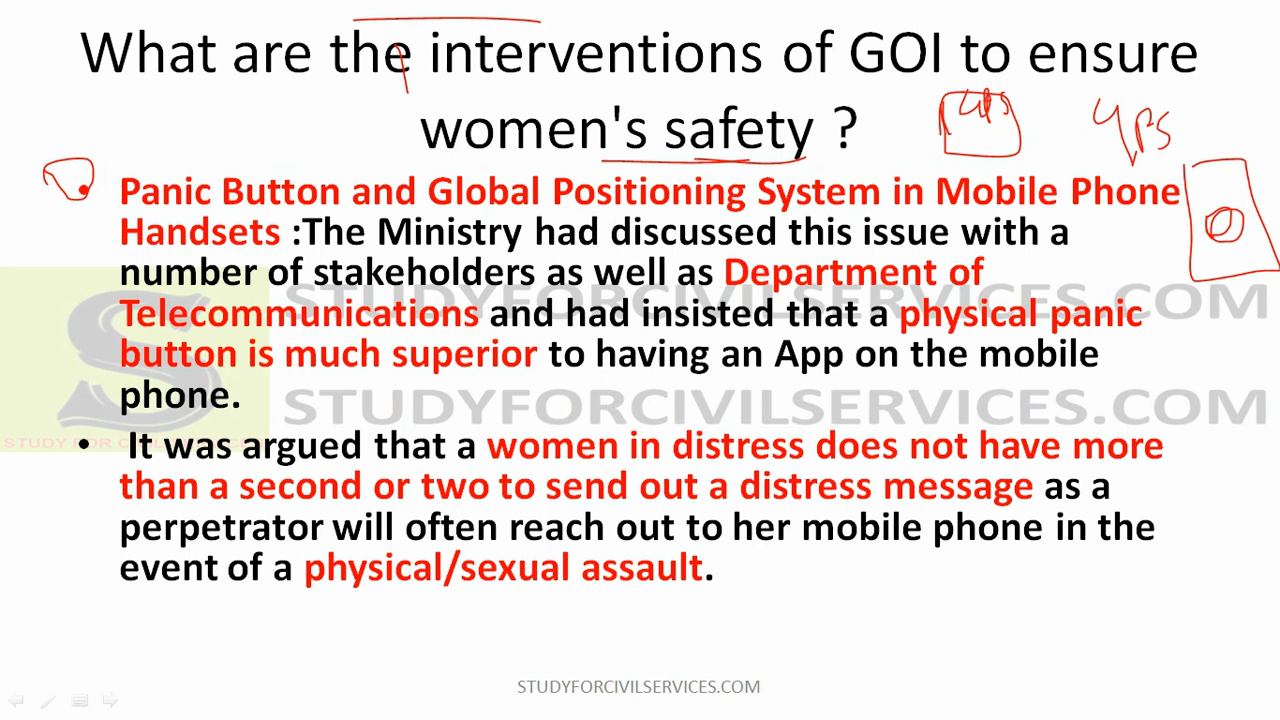 What are the interventions of GOI to ensure
women's safety ?
Panic Button and Global Positioning System in Mobile Phone
Handsets :The Ministry had discussed this issue with a
number of stakeholders as well as Department of
Telecommunications and had insisted that a physical panic
button is much superior to having an App on the mobile
phone.
• It was argued that a women in distress does not have more
than a second or two to send out a distress message as a
perpetrator will often reach out to her mobile phone in the
event of a physical/sexual assault.
STUDYFORCIVILSERVICES.COM
STUDYFORCIVILSERVICES.COM
STUDYFORCIVILSERVICES.COM